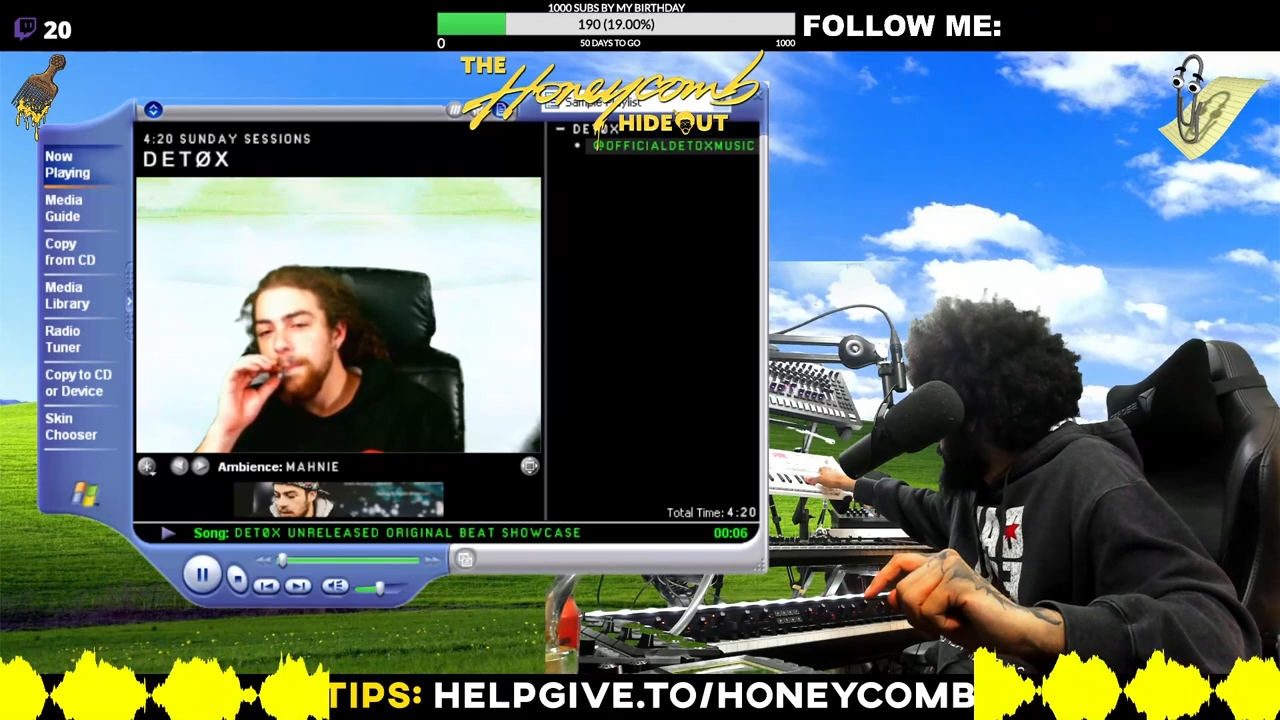 20
1000 SUBS BY MY BIRTHDAY
190 (19.00%)
0
50 DAYS TO GO
1000
FOLLOW ME:
THE
Honeycomb
HIDEOUT
Sample Playlist
4:20 SUNDAY SESSIONS
DETØX
DETØX
@OFFICIALDETOXMUSIC
Now
Playing
Media
Guide
Copy
from CD
Media
Library
Radio
Tuner
Copy to CD
or Device
Skin
Chooser
Ambience: MAHNIE
Total Time: 4:20
Song: DETØX UNRELEASED ORIGINAL BEAT SHOWCASE
00:06
TIPS: HELPGIVE.TO/HONEYCOMB